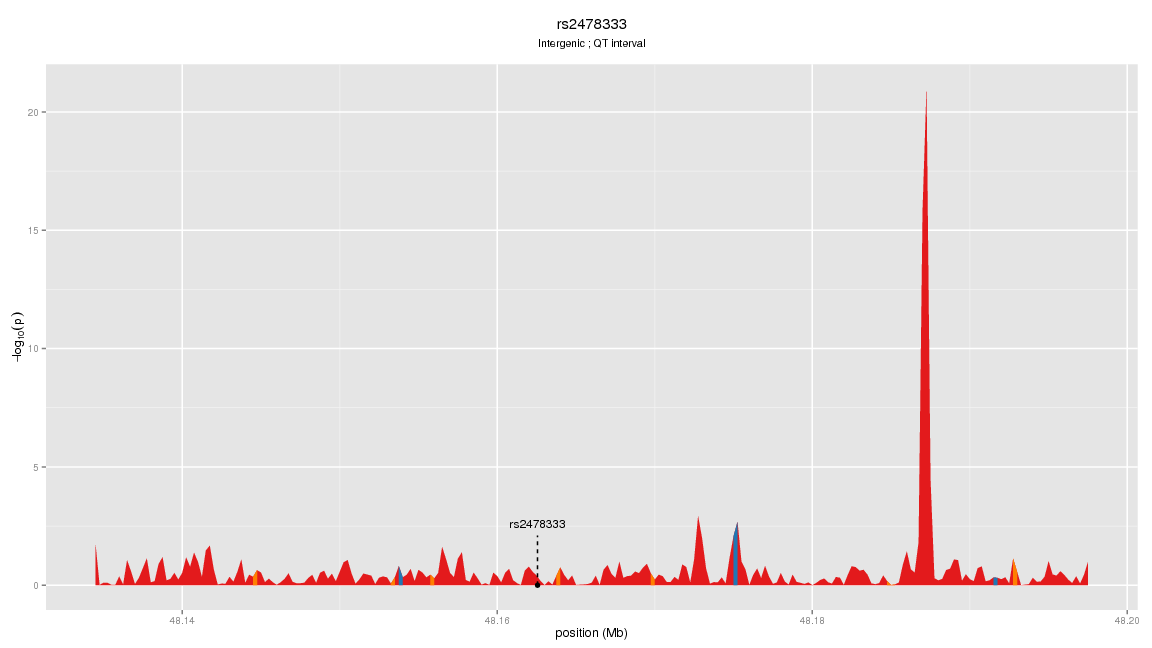 rs2478333
Intergenic ; QT interval
20
15
10
5
0
−log10(p)
rs2478333
48.14
48.16
48.18
48.20
position (Mb)